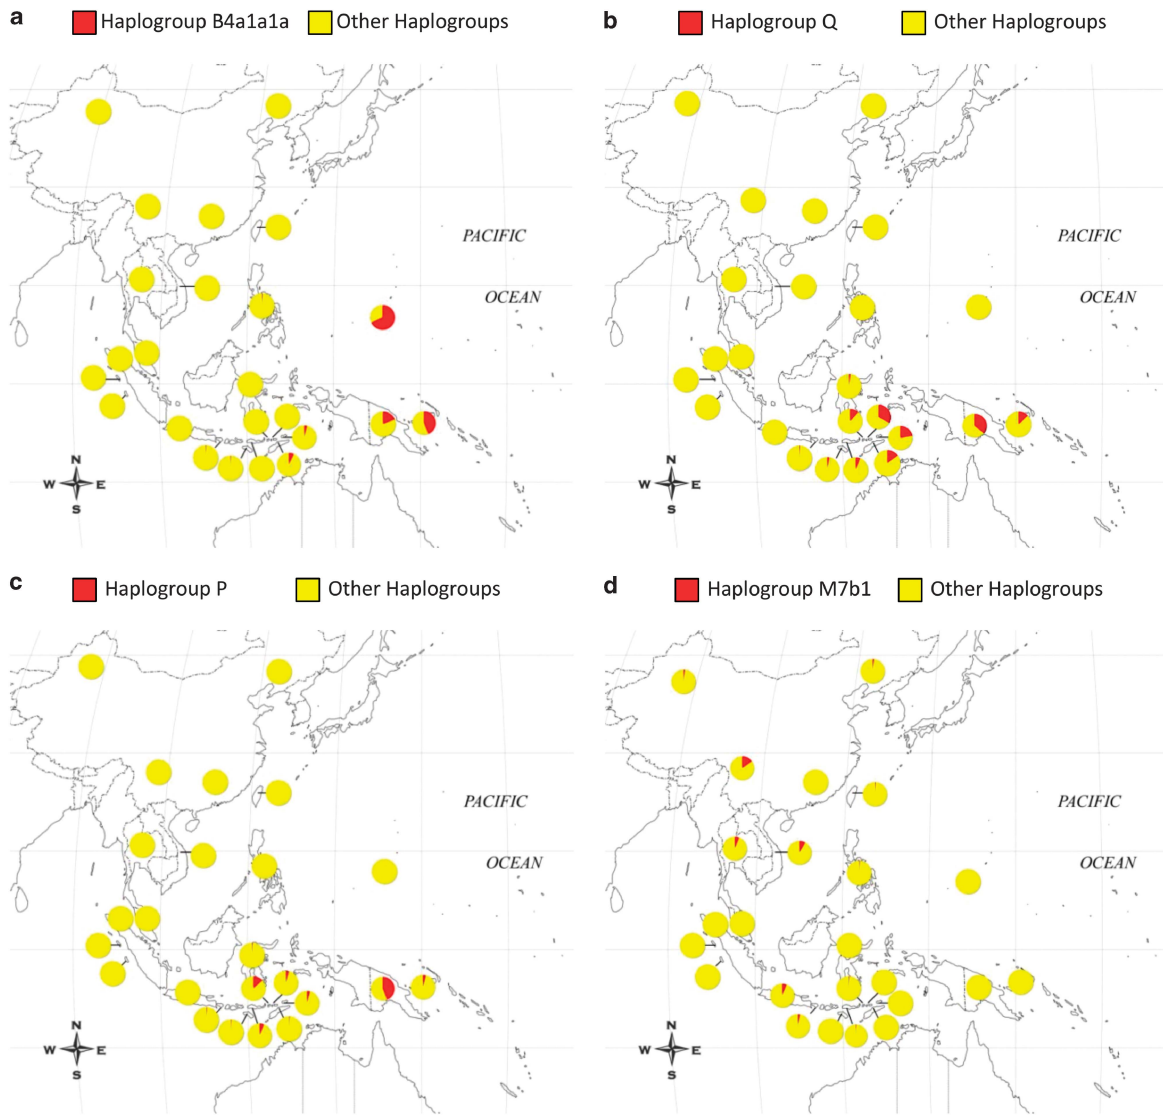 a Haplogroup B4a1a1a Other Haplogroups
PACIFIC
OCEAN
N
W E
S
b Haplogroup Q Other Haplogroups
PACIFIC
OCEAN
N
W E
S
c Haplogroup P Other Haplogroups
PACIFIC
OCEAN
N
W E
S
d Haplogroup M7b1 Other Haplogroups
PACIFIC
OCEAN
N
W E
S